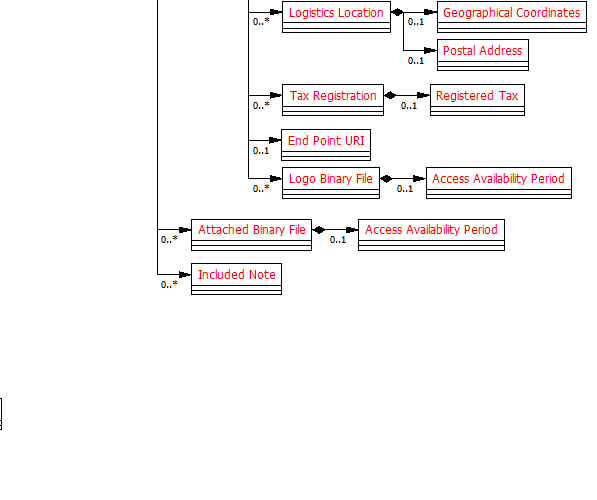 Logistics Location
Geographical Coordinates
0..*
0..1
Postal Address
0..1
Tax Registration
Registered Tax
0..*
0..1
End Point URI
0..1
Logo Binary File
Access Availability Period
0..*
0..1
Attached Binary File
Access Availability Period
0..*
0..1
Included Note
0..*